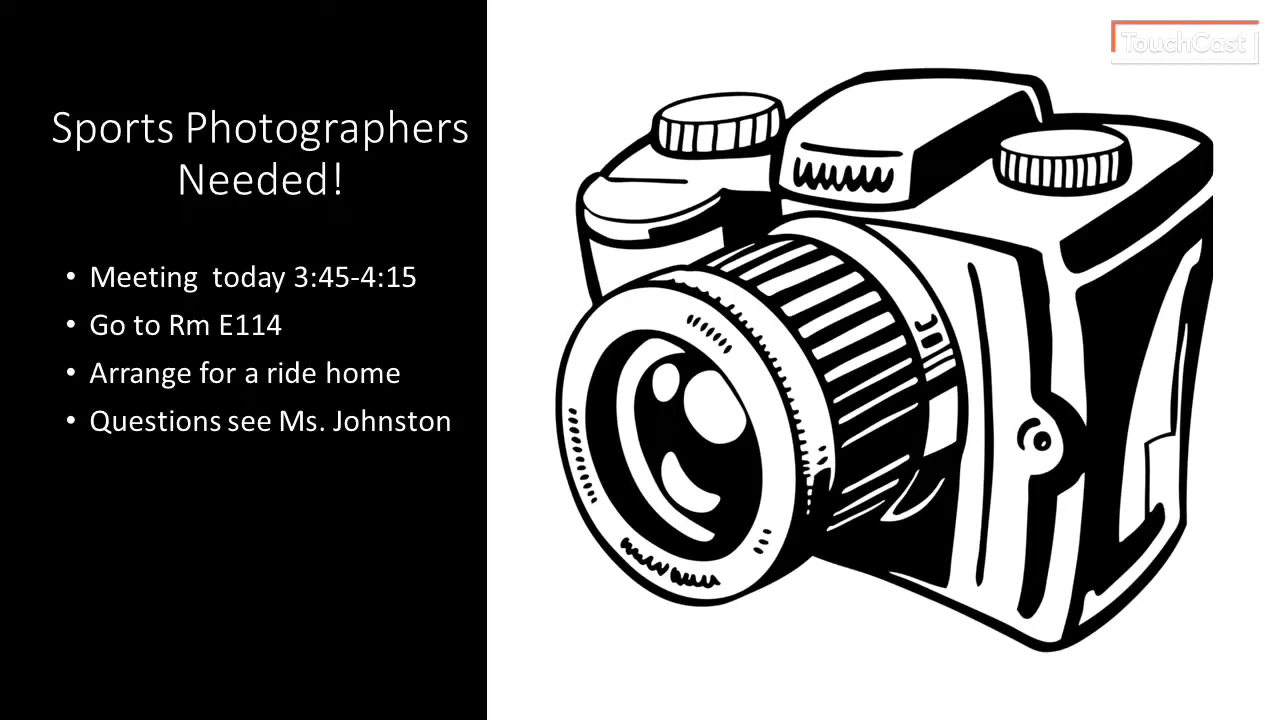 TouchCast
Sports Photographers
Needed!
• Meeting  today 3:45-4:15
• Go to Rm E114
• Arrange for a ride home
• Questions see Ms. Johnston